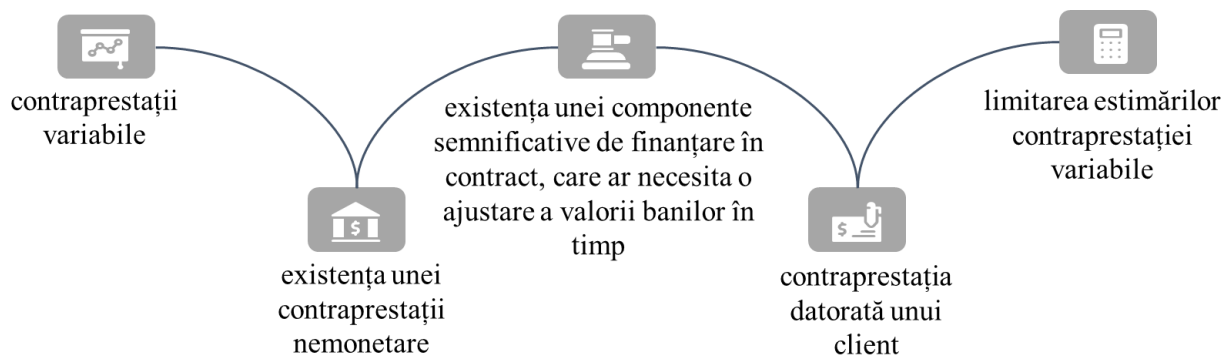 contraprestații
variabile
existența unei
contraprestații
nemonetare
existența unei componente
semnificative de finanțare în
contract, care ar necesita o
ajustare a valorii banilor în
timp
contraprestația
datorată unui
client
limitarea estimărilor
contraprestației
variabile